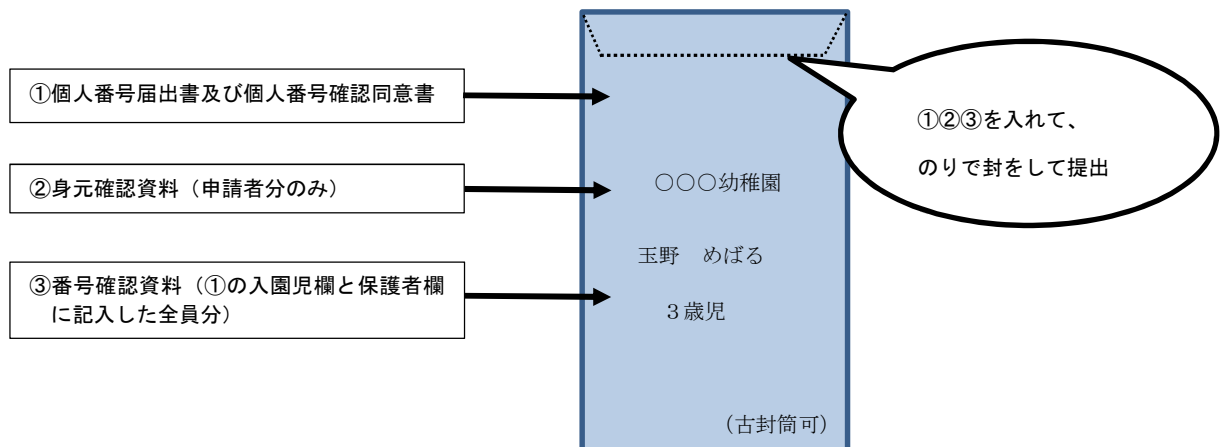 ①個人番号届出書及び個人番号確認同意書
②身元確認資料（申請者分のみ）
③番号確認資料（①の入園児欄と保護者欄
に記入した全員分）
○○○幼稚園
玉野　めばる
３歳児
（古封筒可）
①②③を入れて、
のりで封をして提出